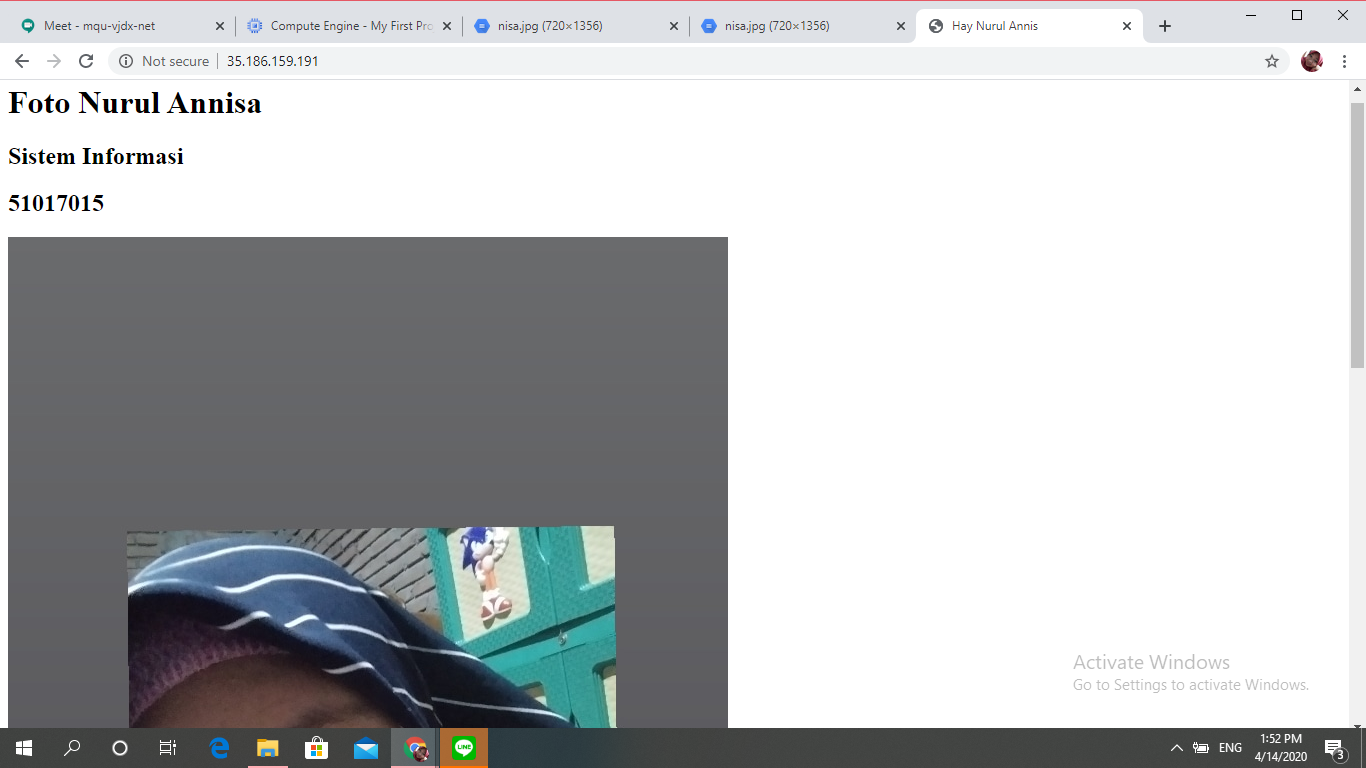 Meet - mqu-vjdx-net
Compute Engine - My First Pro
nisa.jpg (720×1356)
nisa.jpg (720×1356)
Hay Nurul Annis
Not secure
35.186.159.191
Foto Nurul Annisa
Sistem Informasi
51017015
Activate Windows
Go to Settings to activate Windows.
LINE
ENG
1:52 PM
4/14/2020
3